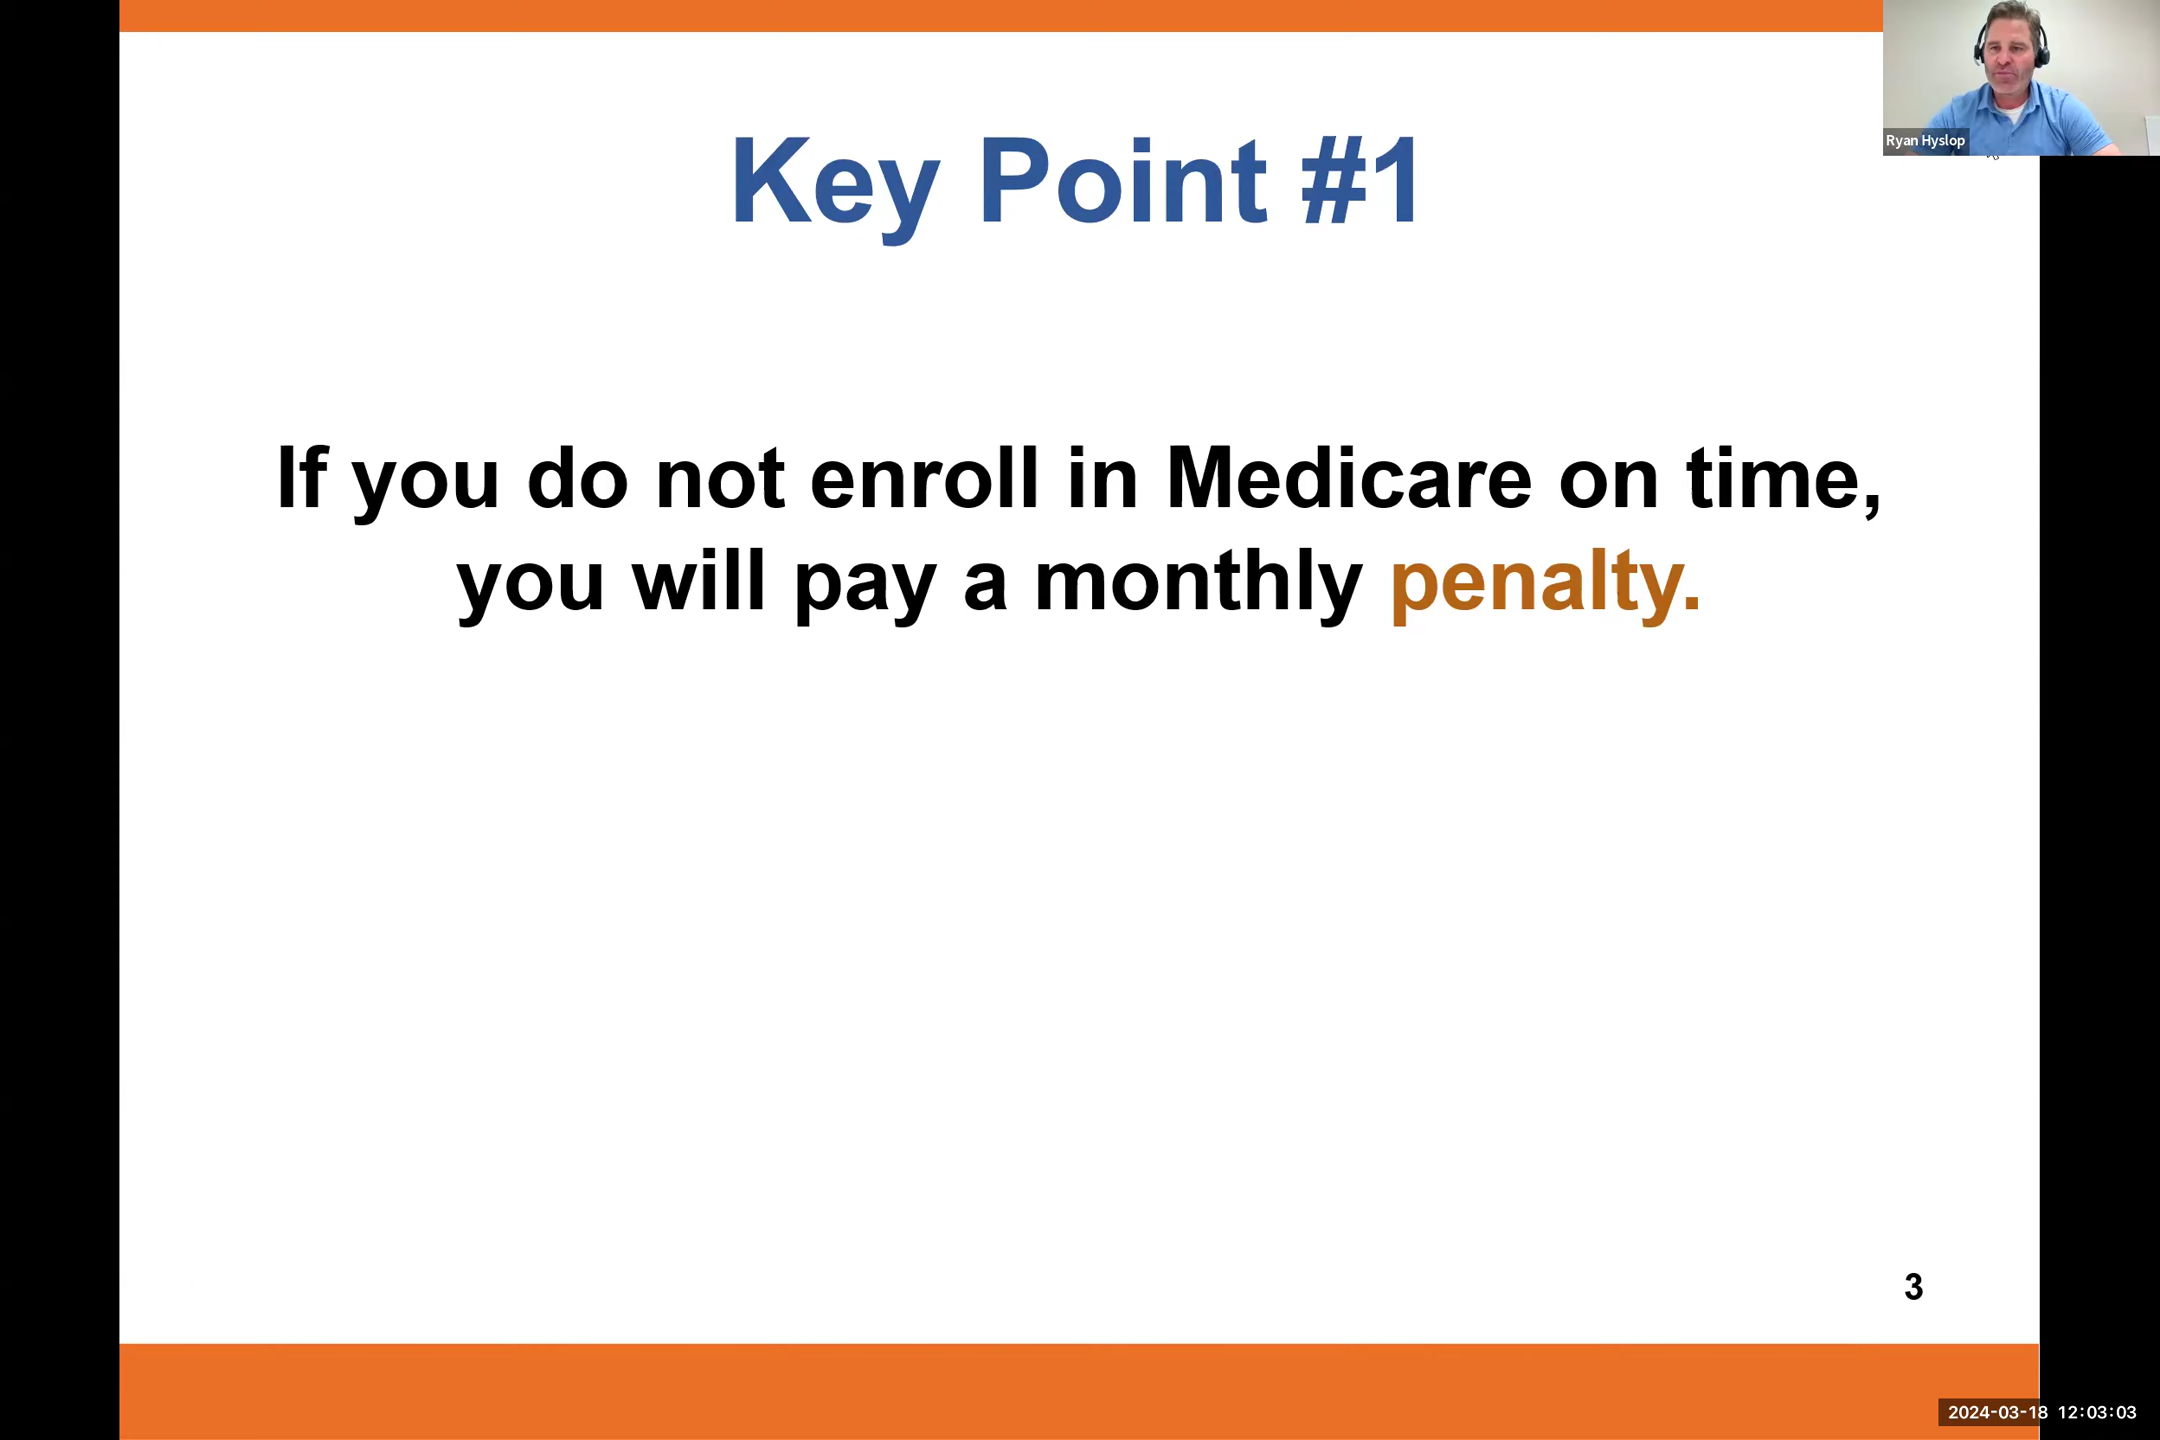 Ryan Hyslop
Key Point #1
If you do not enroll in Medicare on time,
you will pay a monthly penalty.
3
2024-03-18 12:03:03